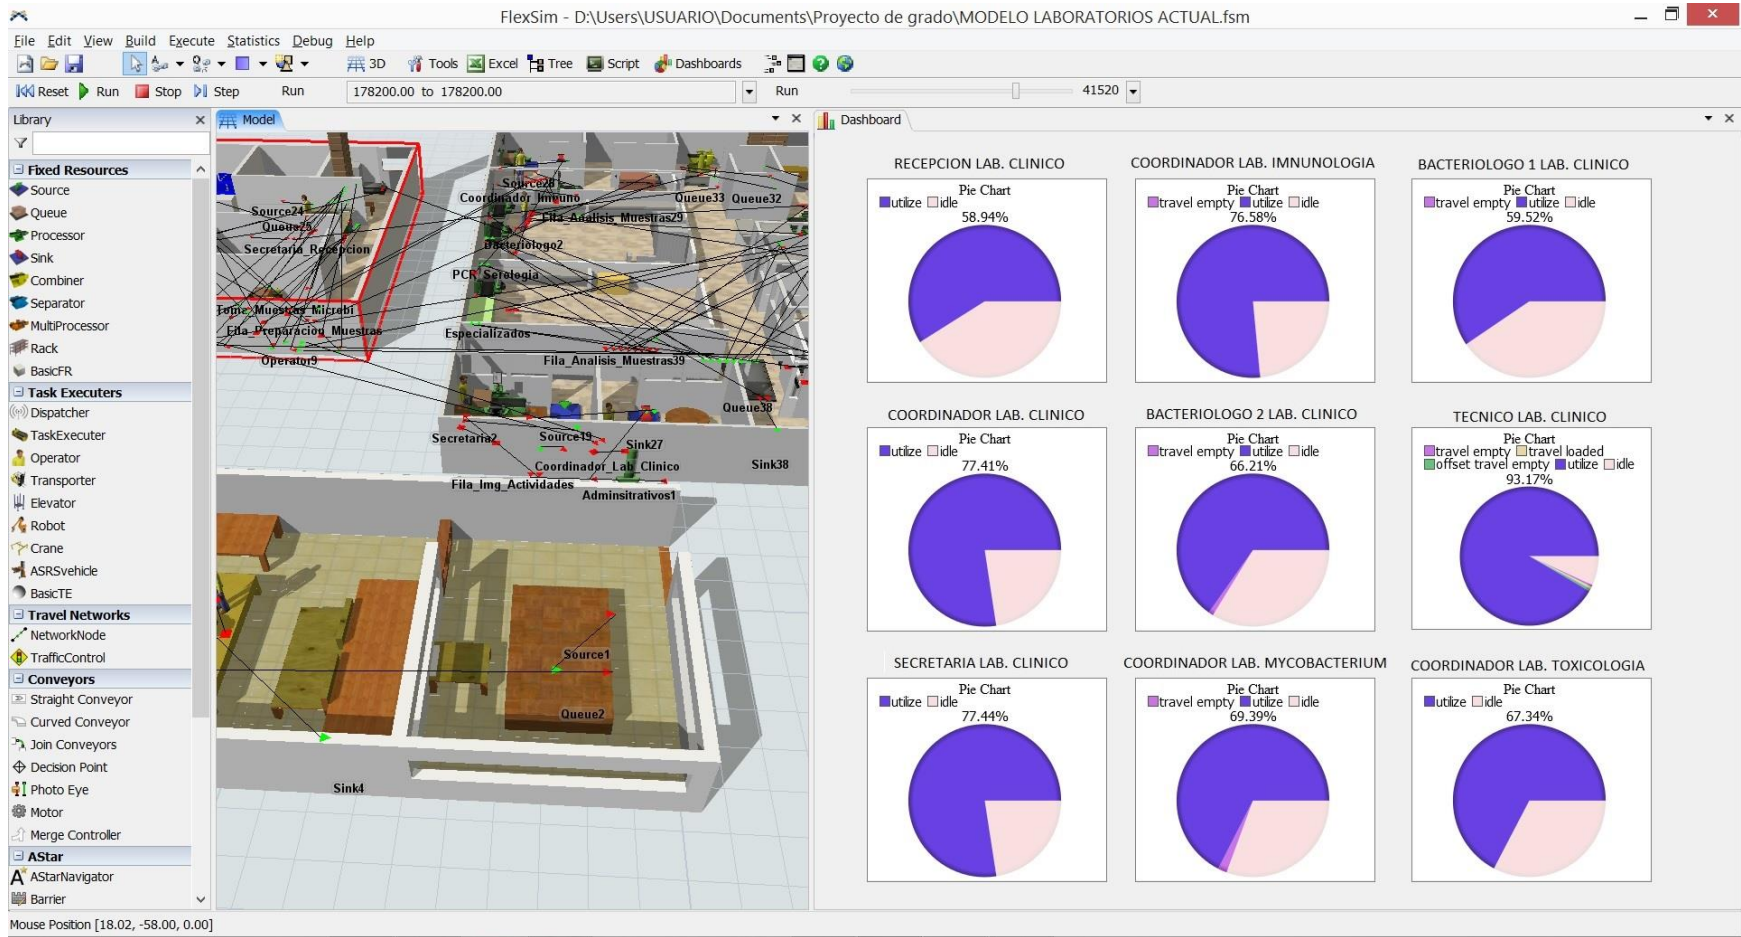 FlexSim - D:\Users\USUARIO\Documents\Proyecto de grado\MODELO LABORATORIOS ACTUAL.fsm
File Edit View Build Execute Statistics Debug Help
3D Tools Excel Tree Script Dashboards
Reset Run Stop Step Run 178200.00 to 178200.00 Run 41520
Library
Fixed Resources
Source
Queue
Processor
Sink
Combiner
Separator
MultiProcessor
Rack
BasicFR
Task Executers
Dispatcher
TaskExecuter
Operator
Transporter
Elevator
Robot
Crane
ASRSvehicle
BasicTE
Travel Networks
NetworkNode
TrafficControl
Conveyors
Straight Conveyor
Curved Conveyor
Join Conveyors
Decision Point
Photo Eye
Motor
Merge Controller
AStar
AStarNavigator
Barrier
Mouse Position [18.02, -58.00, 0.00]
Model
Source28
Coordinador_Inmuno
Queue33 Queue32
Source24
Fila_Analisis_Muestras29
Queue25
Secretaria_Recepcion
Bacteriologo2
PCR_Serologia
Toma_Muestras_Microbi
Fila_Preparacion_Muestras
Especializados
Operator9
Fila_Analisis_Muestras39
Queue38
Secretaria2
Source19
Sink27
Coordinador_Lab_Clinico
Sink38
Fila_Img_Actividades
Adminsitrativos1
Source1
Queue2
Sink4
Dashboard
RECEPCION LAB. CLINICO
Pie Chart
utilize idle
58.94%
COORDINADOR LAB. IMNUNOLOGIA
Pie Chart
travel empty utilize idle
76.58%
BACTERIOLOGO 1 LAB. CLINICO
Pie Chart
travel empty utilize idle
59.52%
COORDINADOR LAB. CLINICO
Pie Chart
utilize idle
77.41%
BACTERIOLOGO 2 LAB. CLINICO
Pie Chart
travel empty utilize idle
66.21%
TECNICO LAB. CLINICO
Pie Chart
travel empty travel loaded
offset travel empty utilize idle
93.17%
SECRETARIA LAB. CLINICO
Pie Chart
utilize idle
77.44%
COORDINADOR LAB. MYCOBACTERIUM
Pie Chart
travel empty utilize idle
69.39%
COORDINADOR LAB. TOXICOLOGIA
Pie Chart
utilize idle
67.34%